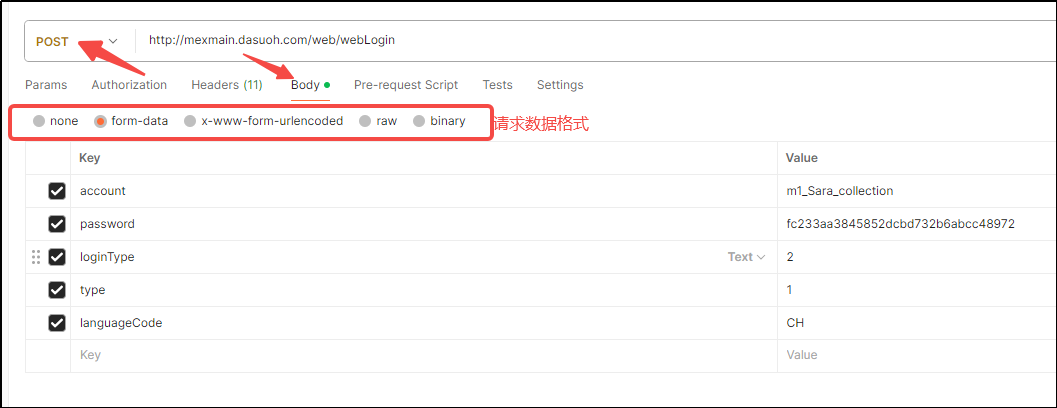 POST http://mexmain.dasuoh.com/web/webLogin
Params Authorization Headers (11) Body Pre-request Script Tests Settings
none form-data x-www-form-urlencoded raw binary 请求数据格式
Key Value
account m1_Sara_collection
password fc233aa3845852dcbd732b6abcc48972
loginType Text 2
type 1
languageCode CH
Key Value